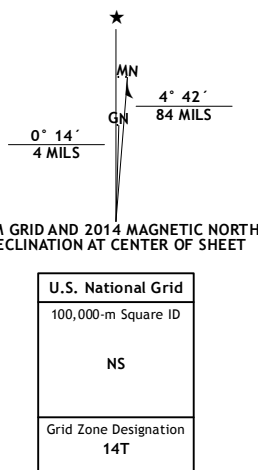 ★
MN
4° 42´
84 MILS
GN
0° 14´
4 MILS
M GRID AND 2014 MAGNETIC NORTH
ECLINATION AT CENTER OF SHEET
U.S. National Grid
100,000-m Square ID
NS
Grid Zone Designation
14T